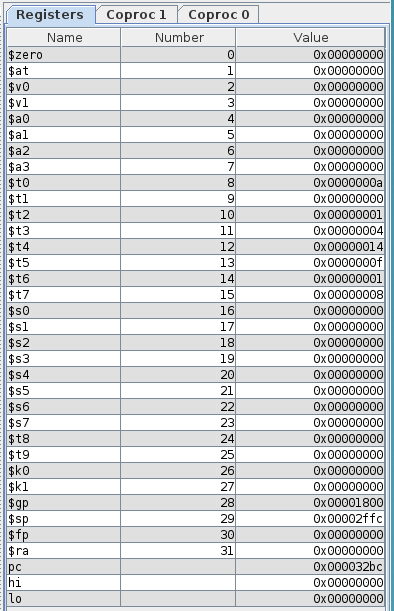 Registers Coproc 1 Coproc 0
Name Number Value
$zero 0 0x00000000
$at 1 0x00000000
$v0 2 0x00000000
$v1 3 0x00000000
$a0 4 0x00000000
$a1 5 0x00000000
$a2 6 0x00000000
$a3 7 0x00000000
$t0 8 0x0000000a
$t1 9 0x00000000
$t2 10 0x00000001
$t3 11 0x00000004
$t4 12 0x00000014
$t5 13 0x0000000f
$t6 14 0x00000001
$t7 15 0x00000008
$s0 16 0x00000000
$s1 17 0x00000000
$s2 18 0x00000000
$s3 19 0x00000000
$s4 20 0x00000000
$s5 21 0x00000000
$s6 22 0x00000000
$s7 23 0x00000000
$t8 24 0x00000000
$t9 25 0x00000000
$k0 26 0x00000000
$k1 27 0x00000000
$gp 28 0x00001800
$sp 29 0x00002ffc
$fp 30 0x00000000
$ra 31 0x00000000
pc 0x000032bc
hi 0x00000000
lo 0x00000000